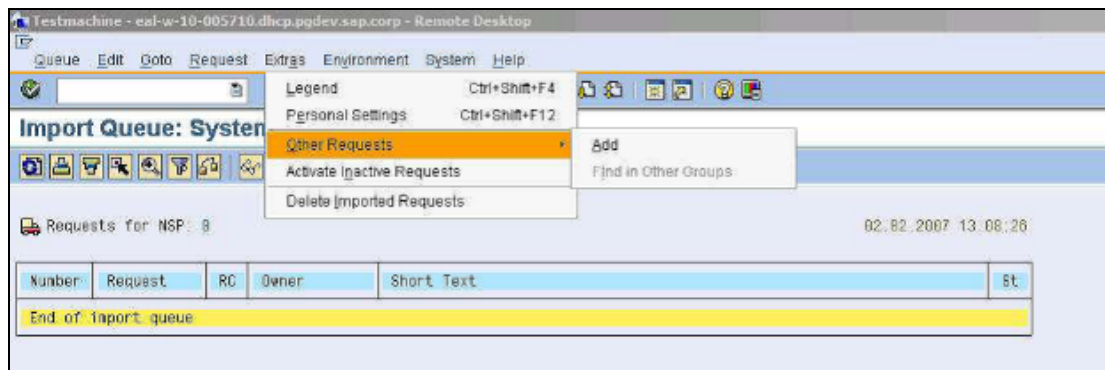 Testmachine - eal-w-10-005710.dhcp.pgdev.sap.corp - Remote Desktop
Queue Edit Goto Request Extras Environment System Help
Legend Ctrl+Shift+F4
Personal Settings Ctrl+Shift+F12
Import Queue: System
Other Requests Add
Activate Inactive Requests Find in Other Groups
Delete Imported Requests
Requests for NSP: 0 02.02.2007 13:08:26
Number Request RC Owner Short Text St
End of import queue